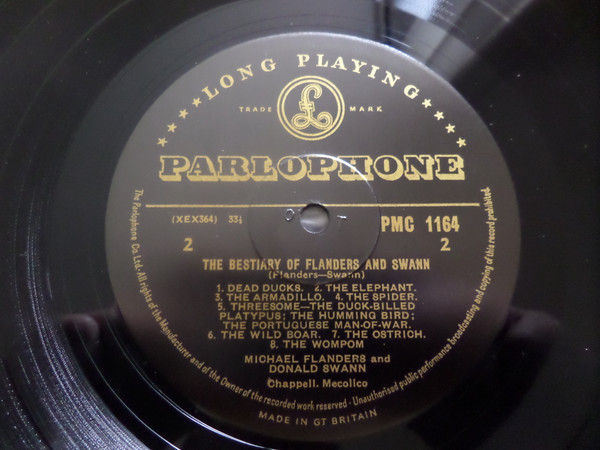 LONG PLAYING
TRADE MARK
£
PARLOPHONE
(XEX364) 33⅓
PMC 1164
2
2
THE BESTIARY OF FLANDERS AND SWANN
(Flanders—Swann)
1. DEAD DUCKS. 2. THE ELEPHANT.
3. THE ARMADILLO. 4. THE SPIDER.
5. THREESOME—THE DUCK-BILLED
PLATYPUS; THE HUMMING BIRD;
THE PORTUGUESE MAN-OF-WAR.
6. THE WILD BOAR. 7. THE OSTRICH.
8. THE WOMPOM
MICHAEL FLANDERS and
DONALD SWANN
Chappell. Mecolico
The Parlophone Co. Ltd. All rights of the Manufacturer and of the Owner of the recorded work reserved · Unauthorised public performance broadcasting and copying of this record prohibited.
MADE IN GT BRITAIN